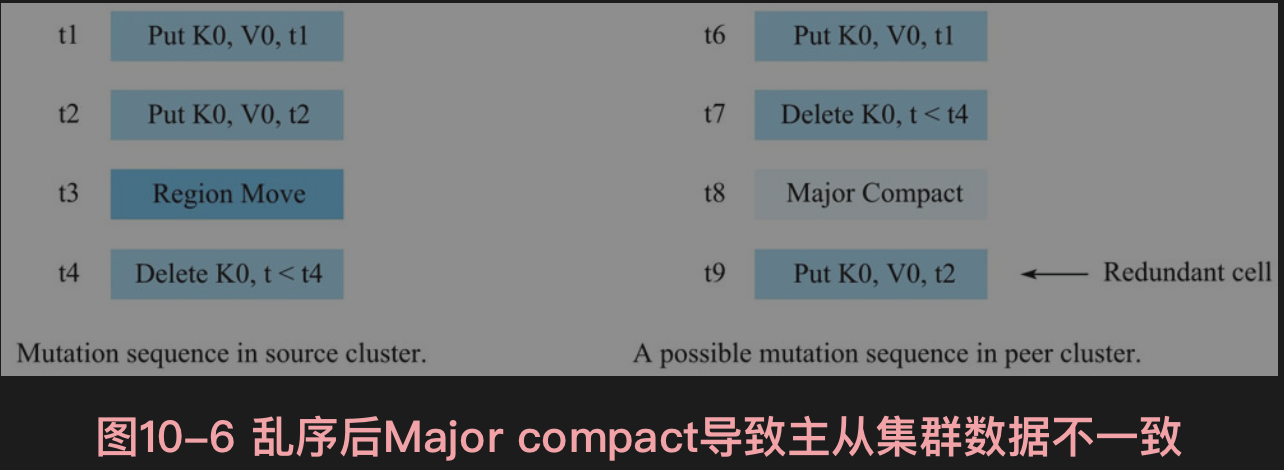 t1 Put K0, V0, t1
t2 Put K0, V0, t2
t3 Region Move
t4 Delete K0, t < t4
Mutation sequence in source cluster.
t6 Put K0, V0, t1
t7 Delete K0, t < t4
t8 Major Compact
t9 Put K0, V0, t2 Redundant cell
A possible mutation sequence in peer cluster.
图10-6 乱序后Major compact导致主从集群数据不一致